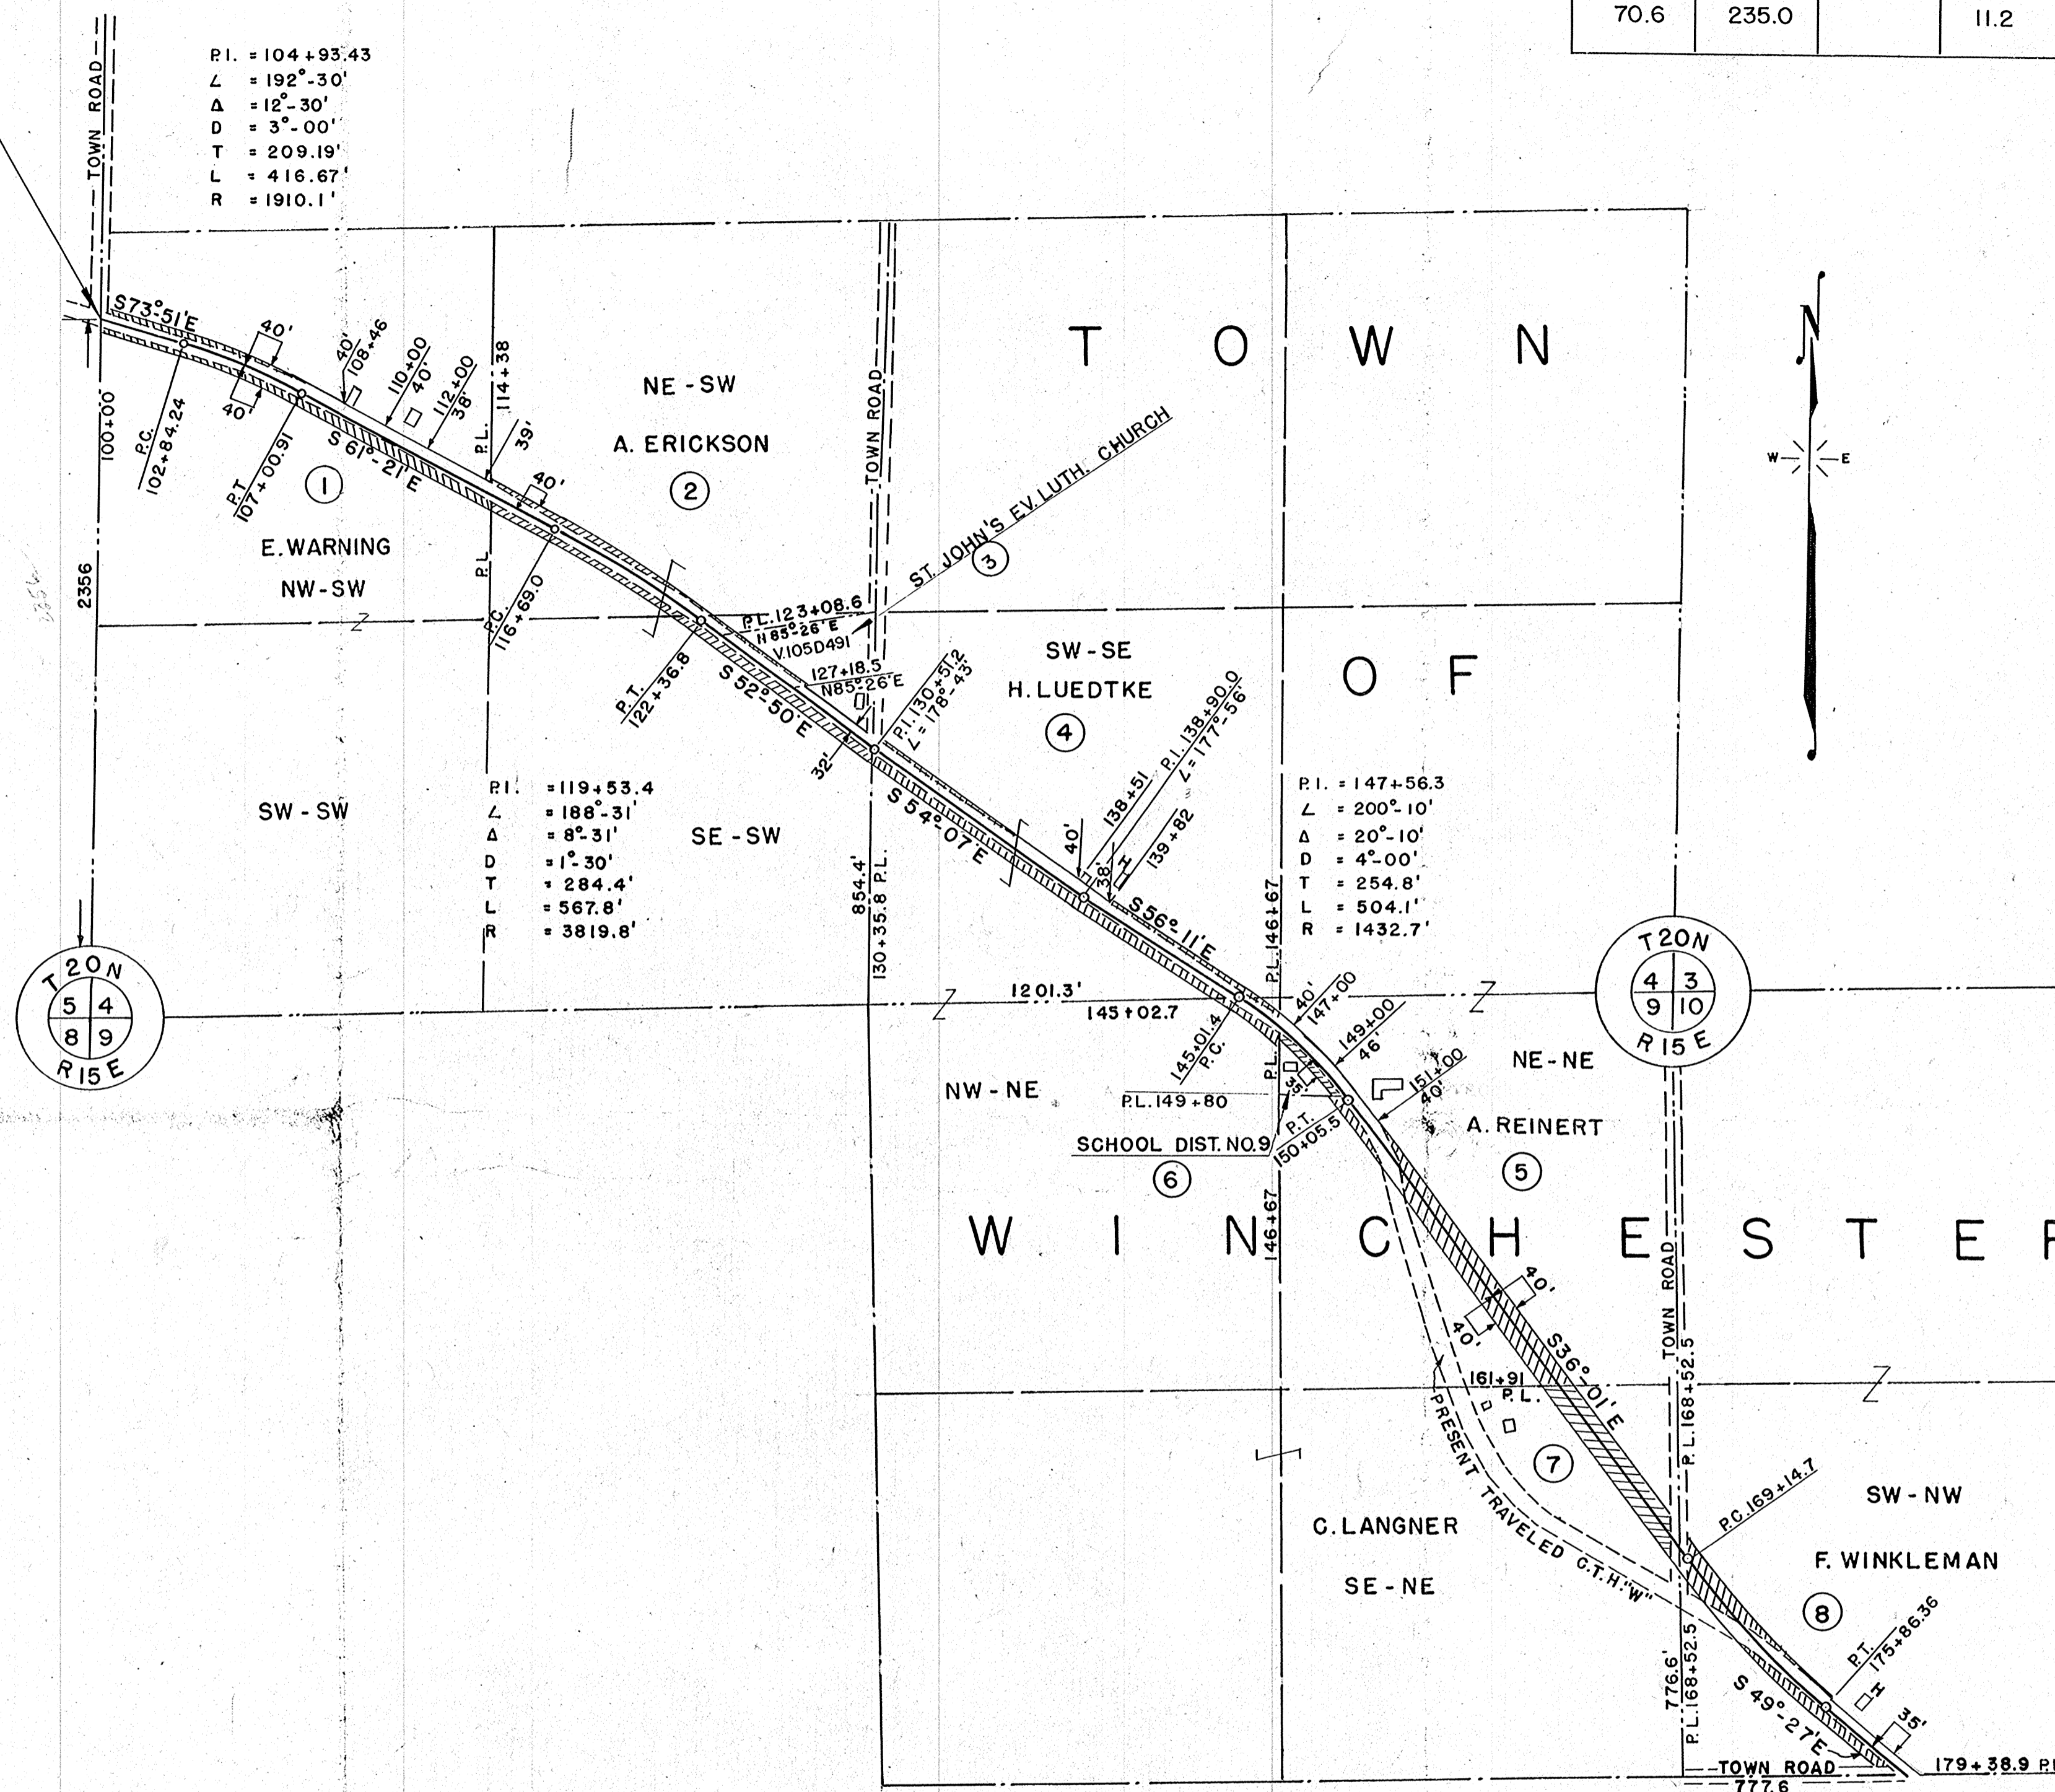 70.6 235.0 11.2
P.I. = 104+93.43
∠ = 192°-30'
Δ = 12°-30'
D = 3°-00'
T = 209.19'
L = 416.67'
R = 1910.1'
TOWN ROAD
S73°-51'E
40'
40'
40'
108+46
110+00
40'
112+00
38'
P.L. 114+38
39'
40'
100+00
P.C.
102+84.24
P.T.
107+00.91
S 61°-21' E
1
E. WARNING
NW-SW
2356
NE-SW
A. ERICKSON
2
TOWN ROAD
ST. JOHN'S EV. LUTH. CHURCH
3
T O W N
N
W E
P.L.
P.C.
116+69.0
P.L. 123+08.6
N 85°-26' E
V.105D491
127+18.5
N85°-26'E
P.T.
122+36.8
S 52°-50'E
32'
P.I. 130+51.2
∠ = 178°-43'
SW-SE
H. LUEDTKE
4
O F
138+51
P.I. 138+90.0
∠ = 177°-56'
40'
38'
H
139+82
SW-SW
P.I. = 119+53.4
∠ = 188°-31'
Δ = 8°-31'
D = 1°-30'
T = 284.4'
L = 567.8'
R = 3819.8'
SE-SW
S 54°-07'E
854.4'
130+35.8 P.L.
S56°-11'E
P.L. 146+67
P.I. = 147+56.3
∠ = 200°-10'
Δ = 20°-10'
D = 4°-00'
T = 254.8'
L = 504.1'
R = 1432.7'
T 20 N
5 4
8 9
R 15 E
T 20 N
4 3
9 10
R 15 E
1201.3'
145+02.7
145+01.4
P.C.
40'
147+00
149+00
46'
151+00
40'
P.L.
35'
NW-NE
P.L. 149+80
NE-NE
A. REINERT
5
SCHOOL DIST. NO. 9
6
P.T.
150+05.5
146+67
W I N C H E S T E R
40'
40'
S36°-01'E
TOWN ROAD
P.L. 168+52.5
161+91
P.L.
7
PRESENT TRAVELED C.T.H. "W"
C. LANGNER
SE-NE
P.C. 169+14.7
SW-NW
F. WINKLEMAN
8
P.T.
175+86.36
H
35'
776.6'
P.L. 168+52.5
S 49°-27'E
TOWN ROAD
777.6
179+38.9